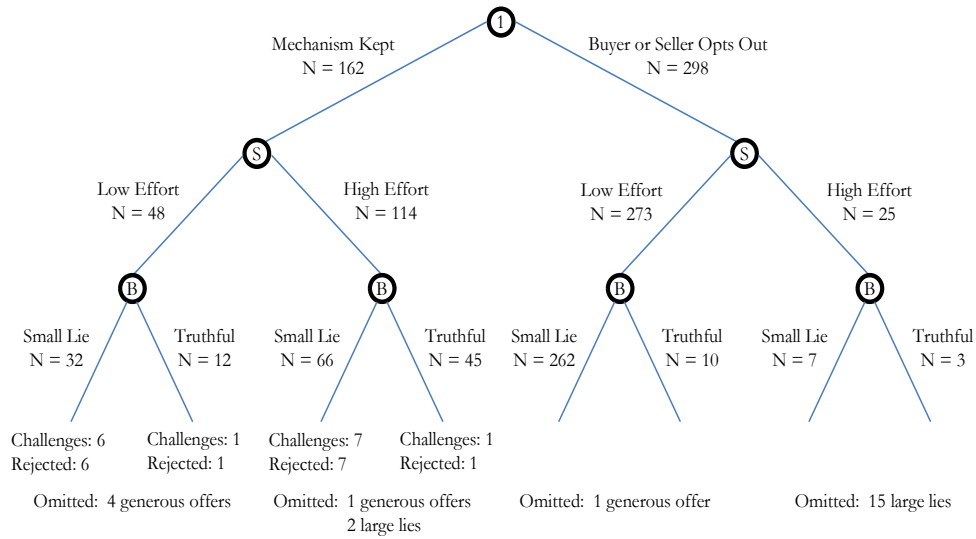 1
Mechanism Kept
N = 162
Buyer or Seller Opts Out
N = 298
S
S
Low Effort
N = 48
High Effort
N = 114
Low Effort
N = 273
High Effort
N = 25
B
B
B
B
Small Lie
N = 32
Truthful
N = 12
Small Lie
N = 66
Truthful
N = 45
Small Lie
N = 262
Truthful
N = 10
Small Lie
N = 7
Truthful
N = 3
Challenges: 6
Rejected: 6
Challenges: 1
Rejected: 1
Challenges: 7
Rejected: 7
Challenges: 1
Rejected: 1
Omitted: 4 generous offers
Omitted: 1 generous offers
2 large lies
Omitted: 1 generous offer
Omitted: 15 large lies